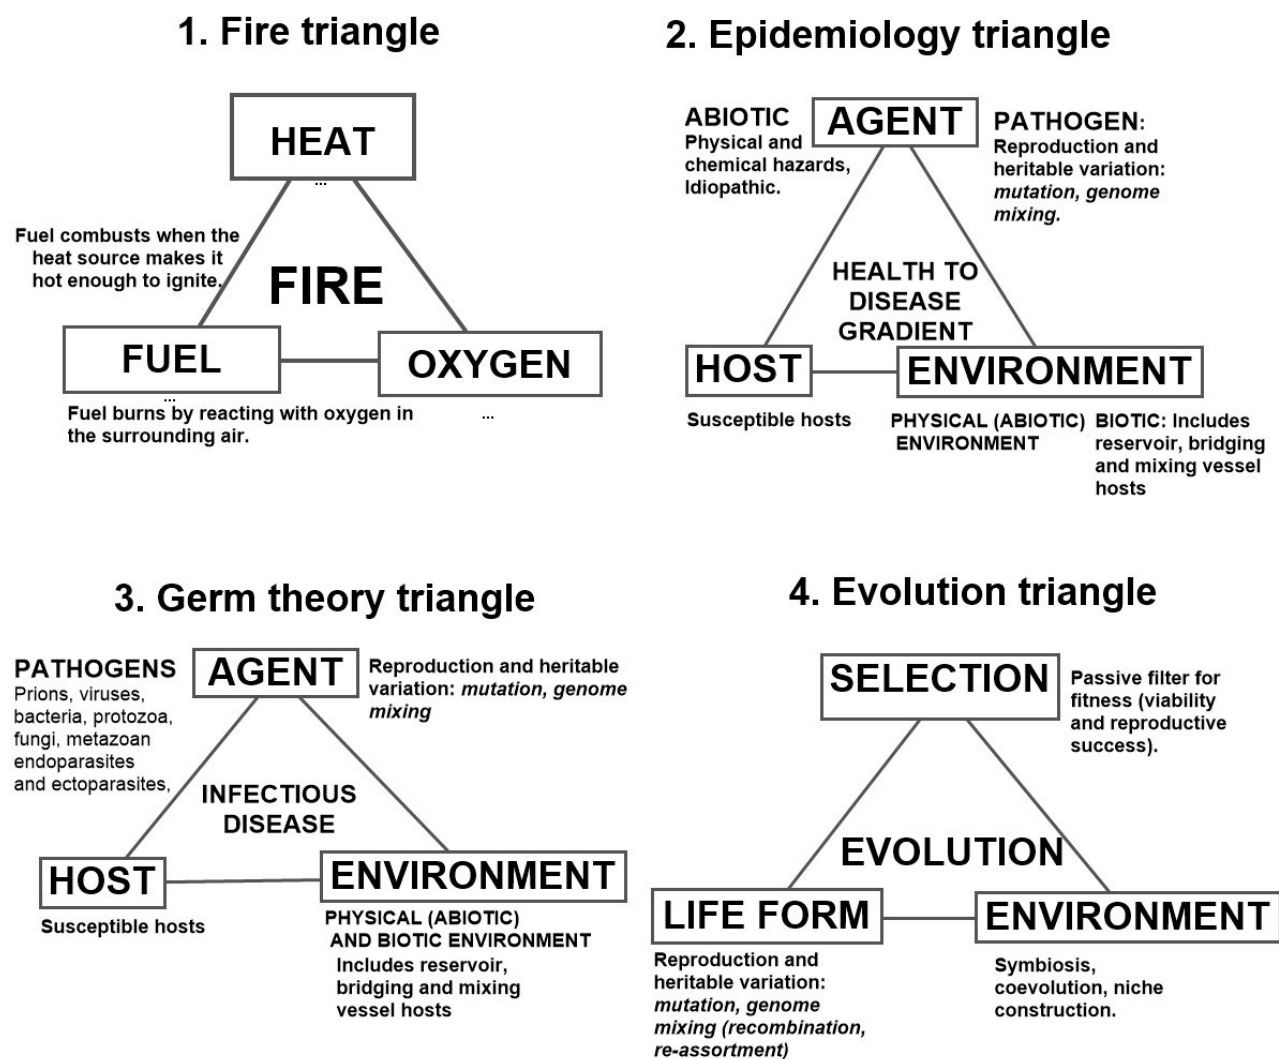 1. Fire triangle
HEAT
...
Fuel combusts when the
heat source makes it
hot enough to ignite.
FIRE
FUEL
...
OXYGEN
...
Fuel burns by reacting with oxygen in
the surrounding air.
2. Epidemiology triangle
ABIOTIC
Physical and
chemical hazards,
Idiopathic.
AGENT
PATHOGEN:
Reproduction and
heritable variation:
mutation, genome
mixing.
HEALTH TO
DISEASE
GRADIENT
HOST
Susceptible hosts
ENVIRONMENT
PHYSICAL (ABIOTIC)
ENVIRONMENT
BIOTIC: Includes
reservoir, bridging
and mixing vessel
hosts
3. Germ theory triangle
PATHOGENS
Prions, viruses,
bacteria, protozoa,
fungi, metazoan
endoparasites
and ectoparasites,
AGENT
Reproduction and heritable
variation: mutation, genome
mixing
INFECTIOUS
DISEASE
HOST
Susceptible hosts
ENVIRONMENT
PHYSICAL (ABIOTIC)
AND BIOTIC ENVIRONMENT
Includes reservoir,
bridging and mixing
vessel hosts
4. Evolution triangle
SELECTION
Passive filter for
fitness (viability
and reproductive
success).
EVOLUTION
LIFE FORM
Reproduction and
heritable variation:
mutation, genome
mixing (recombination,
re-assortment)
ENVIRONMENT
Symbiosis,
coevolution, niche
construction.